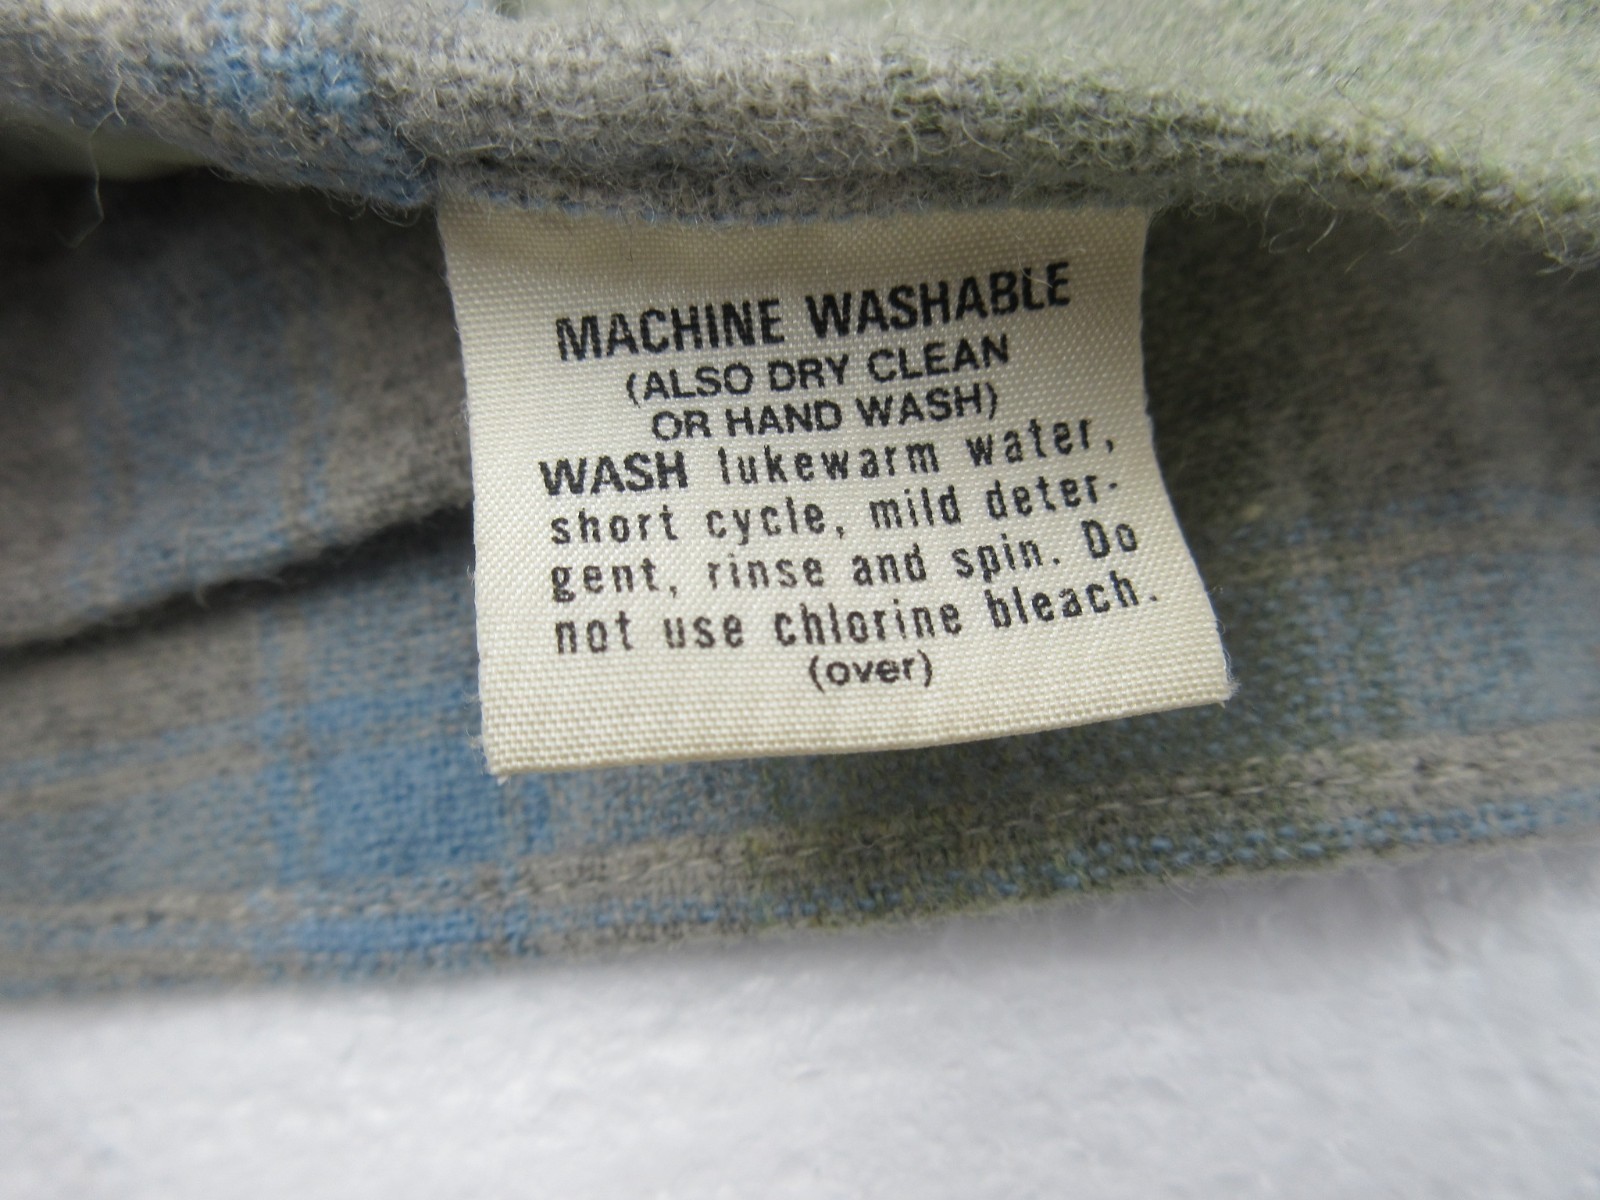 MACHINE WASHABLE
(ALSO DRY CLEAN
OR HAND WASH)
WASH lukewarm water,
short cycle, mild deter-
gent, rinse and spin. Do
not use chlorine bleach.
(over)